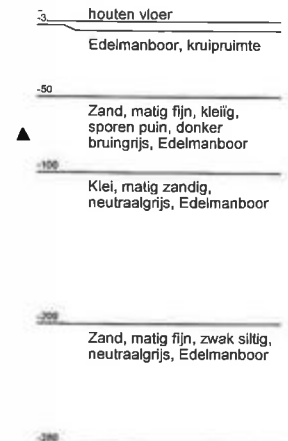 -3
houten vloer
Edelmanboor, kruipruimte
-50
Zand, matig fijn, kleiïg,
sporen puin, donker
bruingrijs, Edelmanboor
-100
Klei, matig zandig,
neutraalgrijs, Edelmanboor
-200
Zand, matig fijn, zwak siltig,
neutraalgrijs, Edelmanboor
-280